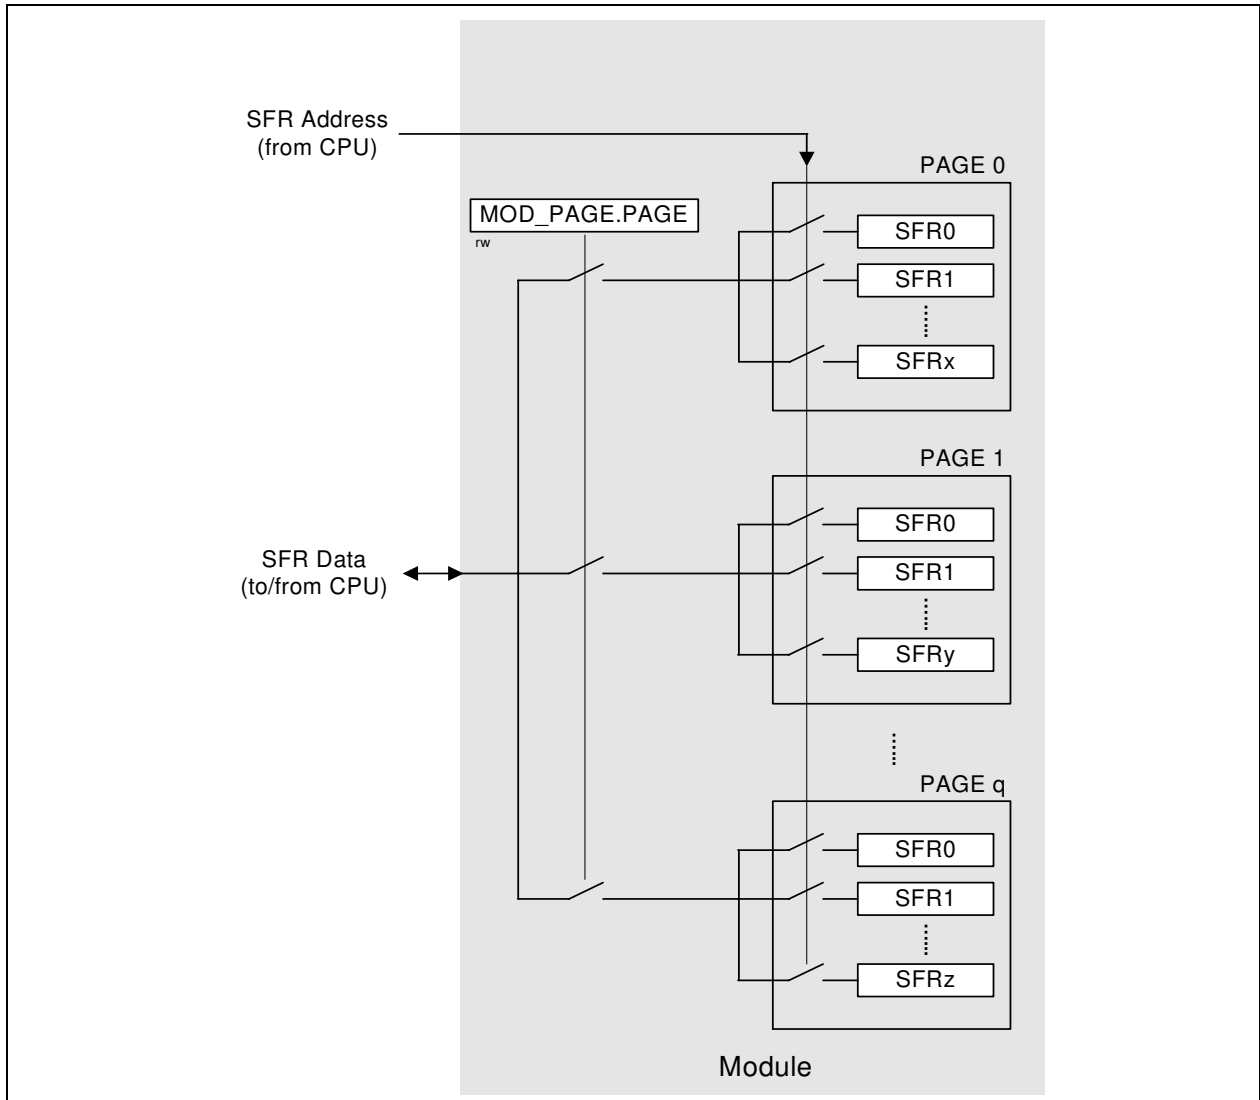 SFR Address
(from CPU)
PAGE 0
MOD_PAGE.PAGE
rw
SFR0
SFR1
SFRx
PAGE 1
SFR0
SFR1
SFRy
SFR Data
(to/from CPU)
PAGE q
SFR0
SFR1
SFRz
Module